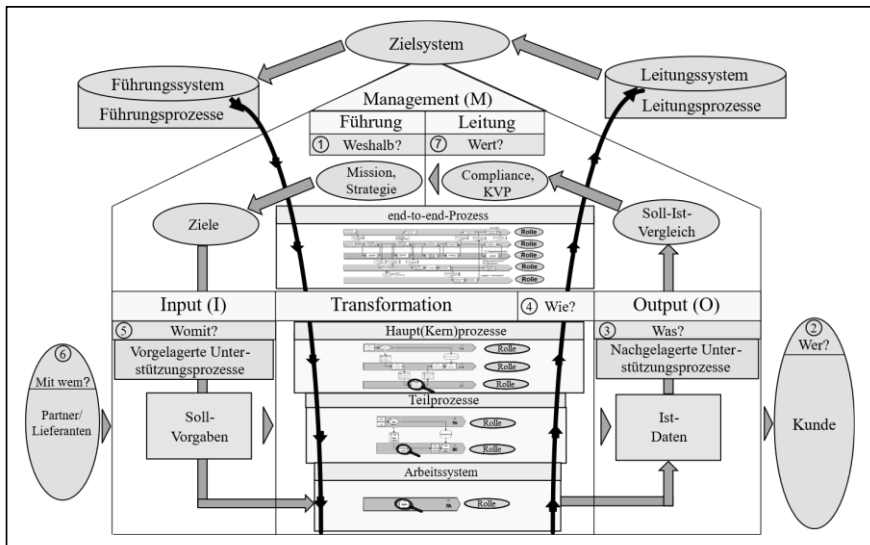 Zielsystem
Führungssystem
Führungsprozesse
Leitungssystem
Leitungsprozesse
Management (M)
Führung
Leitung
1 Weshalb?
7 Wert?
Mission,
Strategie
Compliance,
KVP
Ziele
Soll-Ist-
Vergleich
end-to-end-Prozess
Rolle
Rolle
Rolle
Rolle
Rolle
Input (I)
Transformation
4 Wie?
Output (O)
5 Womit?
3 Was?
Vorgelagerte Unter-
stützungsprozesse
Haupt(Kern)prozesse
Rolle
Rolle
Rolle
Nachgelagerte Unter-
stützungsprozesse
6
Mit wem?
Partner/
Lieferanten
2
Wer?
Kunde
Soll-
Vorgaben
Teilprozesse
Rolle
Rolle
Ist-
Daten
Arbeitssystem
Rolle